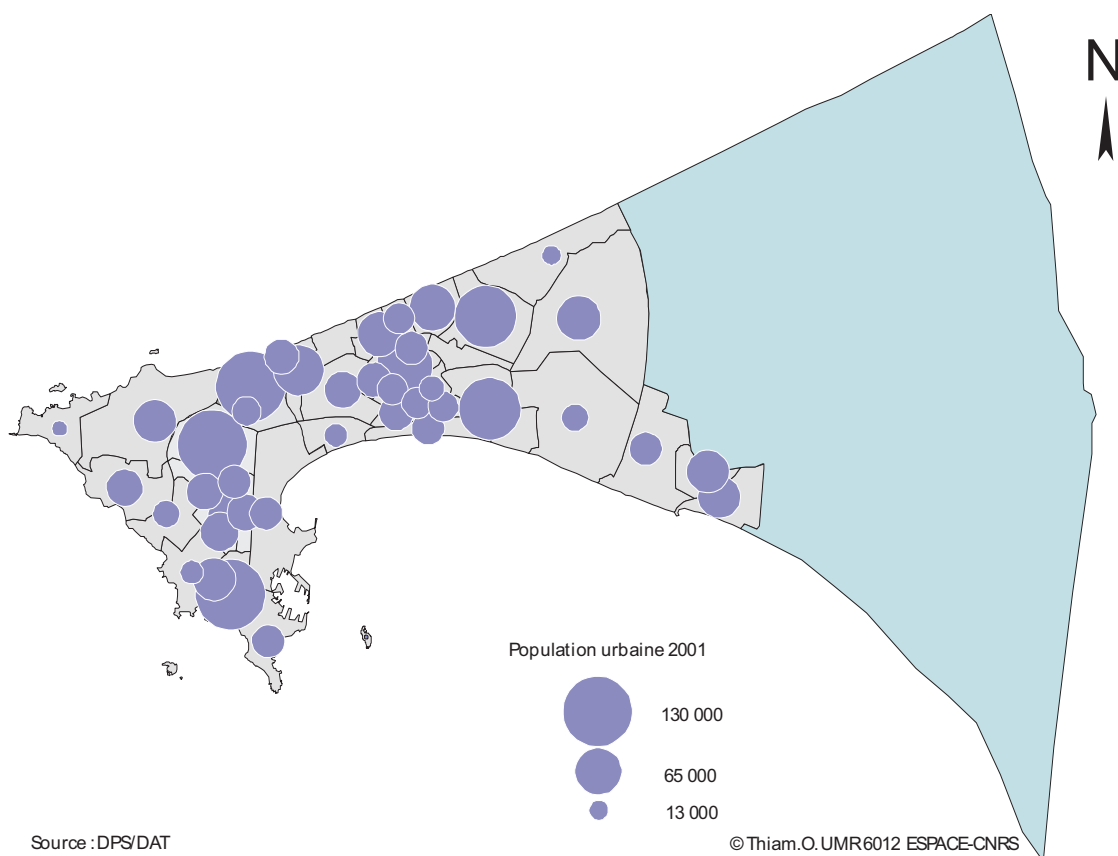 N
Population urbaine 2001
130 000
65 000
13 000
Source : DPS/DAT
© Thiam.O. UMR 6012 ESPACE-CNRS